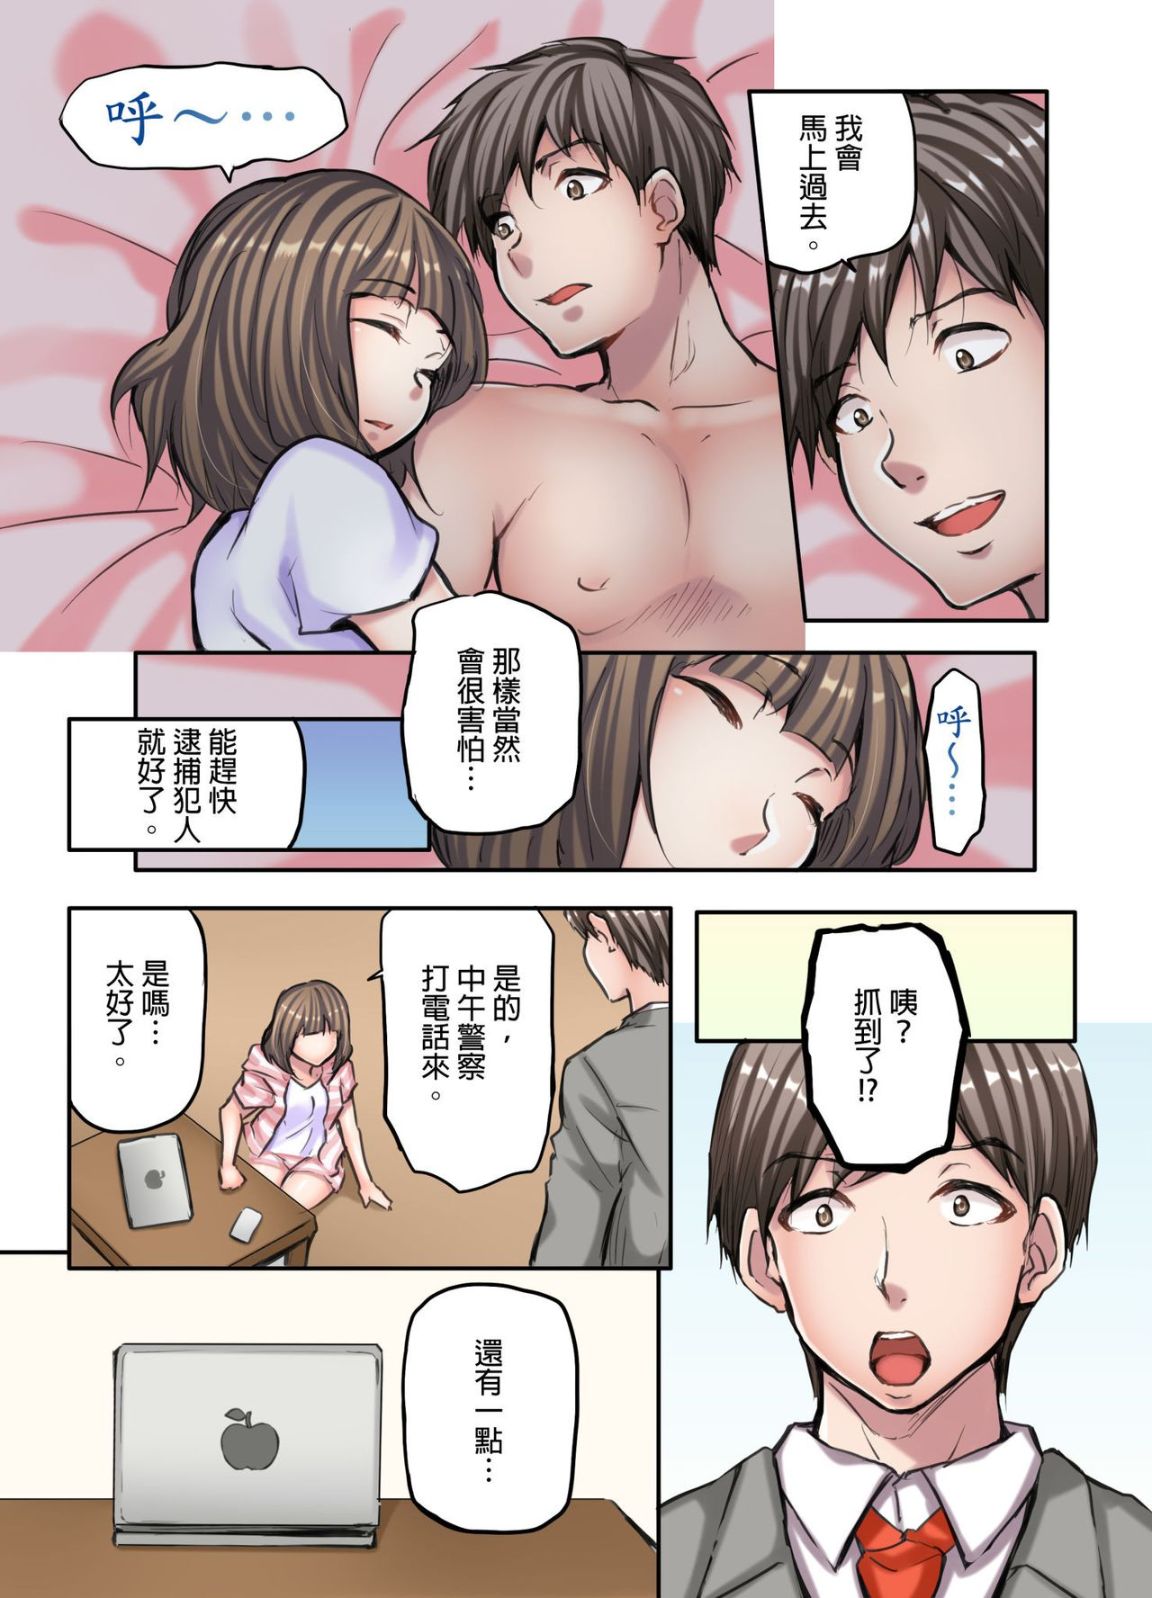 我會
馬上過去。
呼～⋯
呼～⋯
那樣當然
會很害怕⋯
能趕快
逮捕犯人
就好了。
咦？
抓到了!?
是的，
中午警察
打電話來。
是嗎⋯
太好了。
還有一點⋯